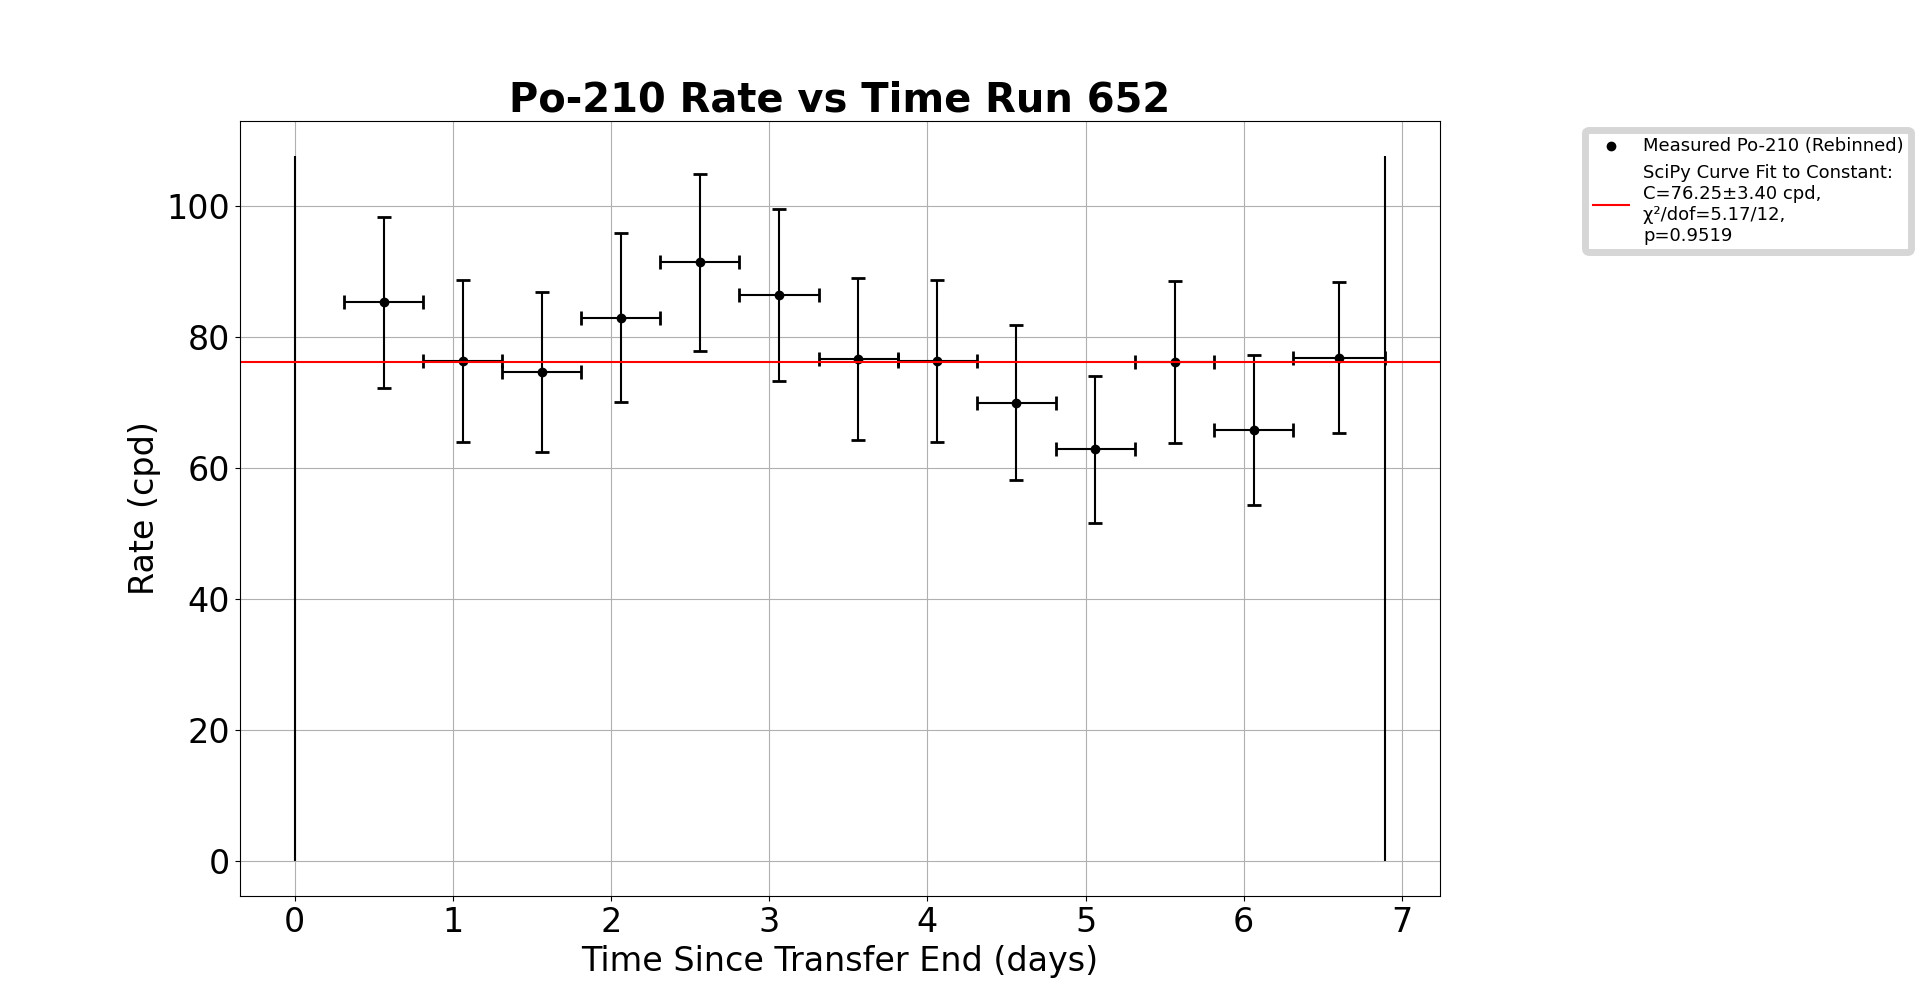 Po-210 Rate vs Time Run 652
Measured Po-210 (Rebinned)
SciPy Curve Fit to Constant:
C=76.25±3.40 cpd,
χ²/dof=5.17/12,
p=0.9519
Rate (cpd)
100
80
60
40
20
0
0 1 2 3 4 5 6 7
Time Since Transfer End (days)